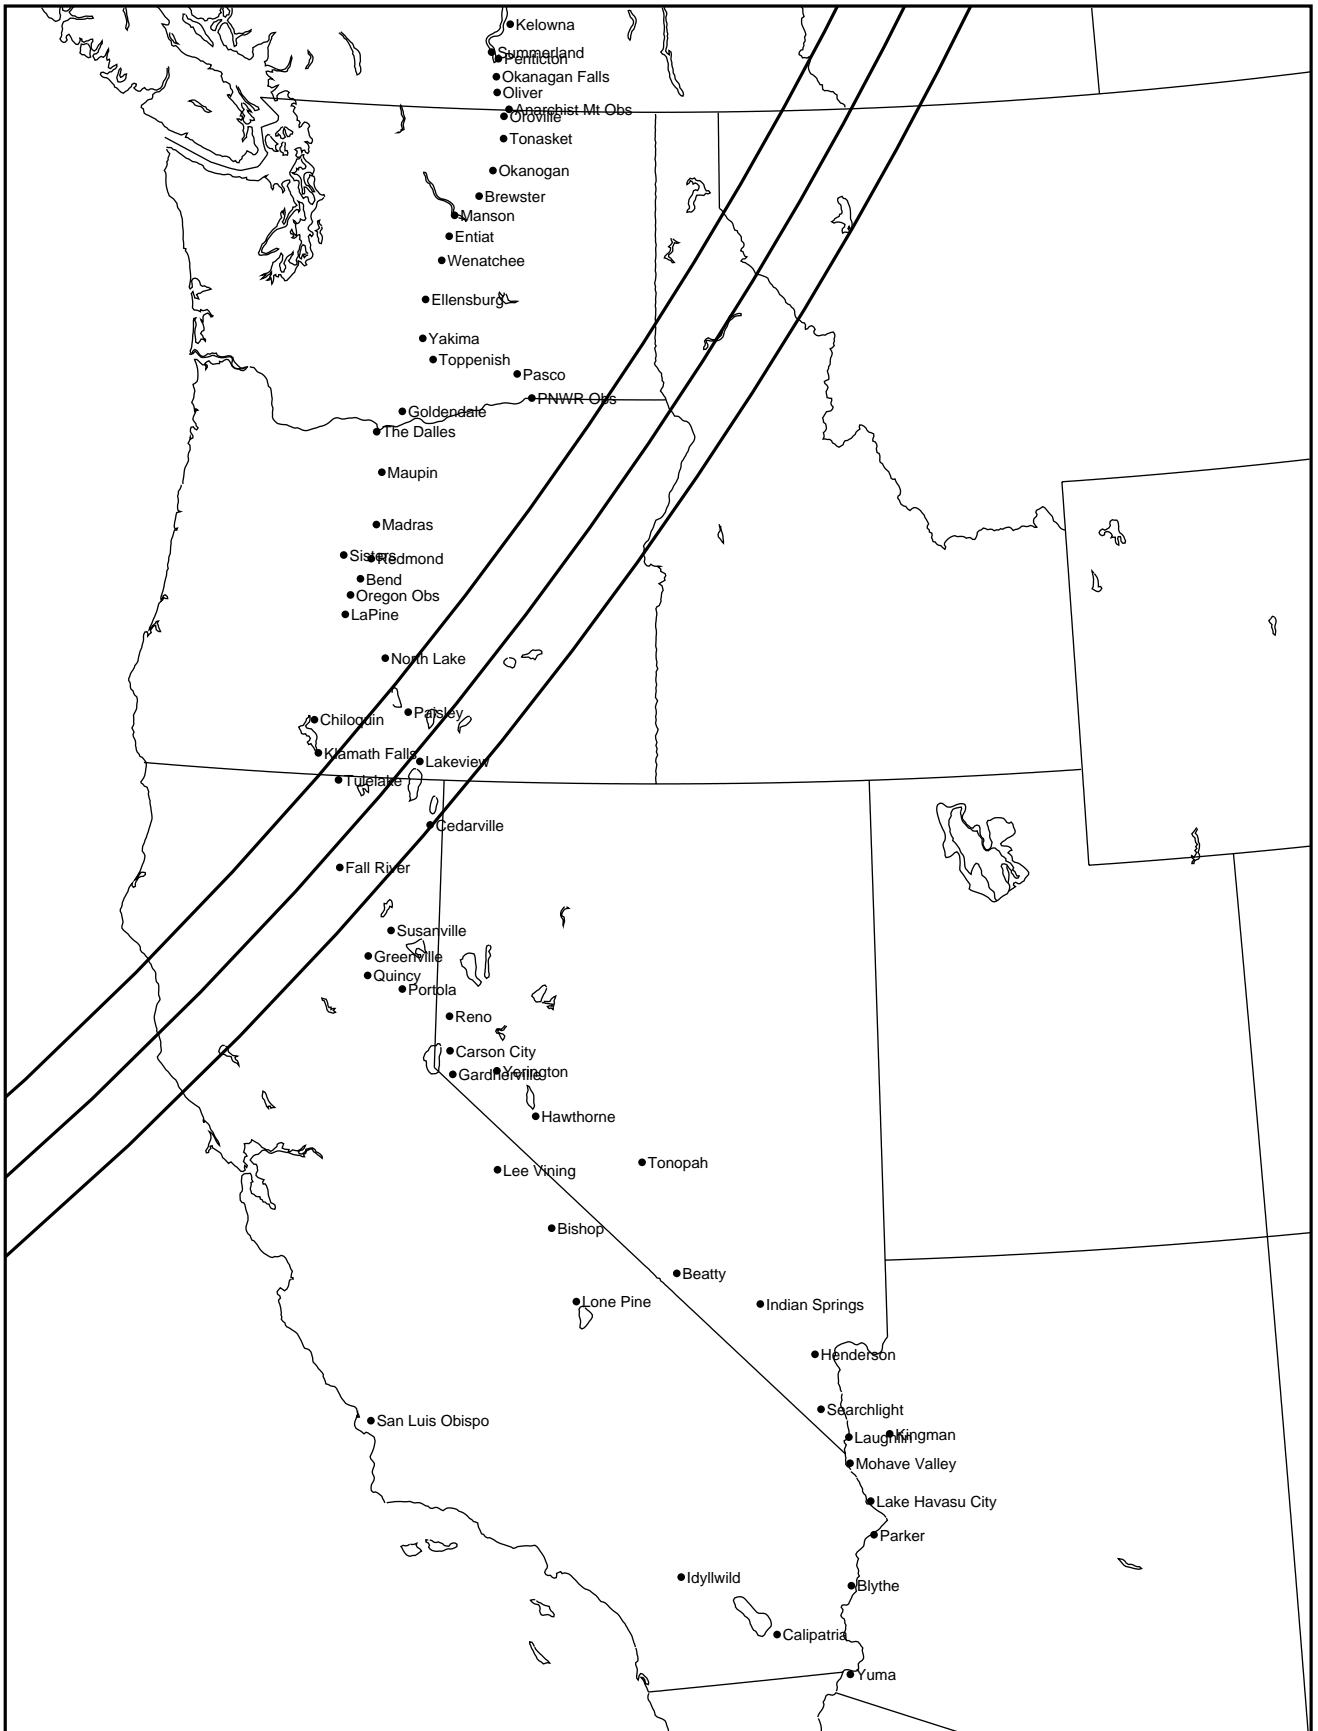 Kelowna
Summerland
Penticton
Okanagan Falls
Oliver
Anarchist Mt Obs
Oroville
Tonasket
Okanogan
Brewster
Manson
Entiat
Wenatchee
Ellensburg
Yakima
Toppenish
Pasco
PNWR Obs
Goldendale
The Dalles
Maupin
Madras
Sisters
Redmond
Bend
Oregon Obs
LaPine
North Lake
Paisley
Chiloquin
Klamath Falls
Lakeview
Tulelake
Cedarville
Fall River
Susanville
Greenville
Quincy
Portola
Reno
Carson City
Yerington
Gardnerville
Hawthorne
Tonopah
Lee Vining
Bishop
Beatty
Lone Pine
Indian Springs
Henderson
Searchlight
San Luis Obispo
Kingman
Laughlin
Mohave Valley
Lake Havasu City
Parker
Idyllwild
Blythe
Calipatria
Yuma